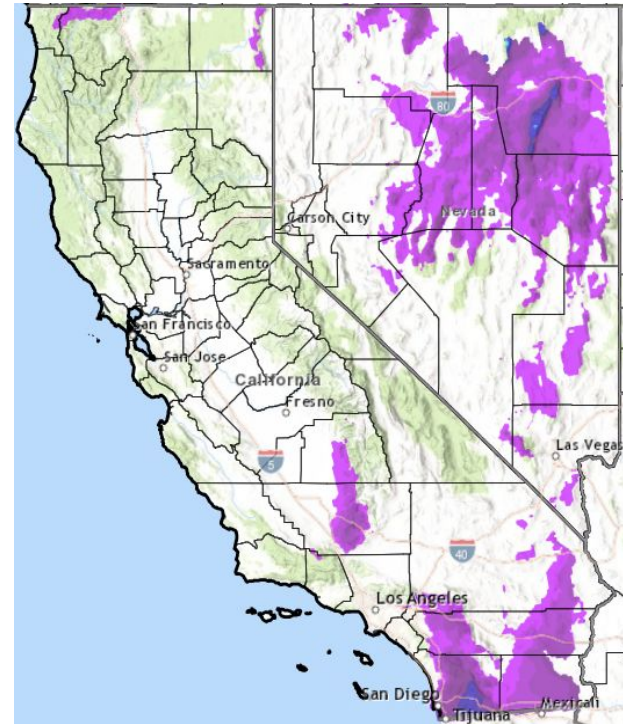 80
Carson City
Nevada
Sacramento
San Francisco
San Jose
California
Fresno
Las Vegas
5
40
Los Angeles
San Diego
Tijuana
Mexicali